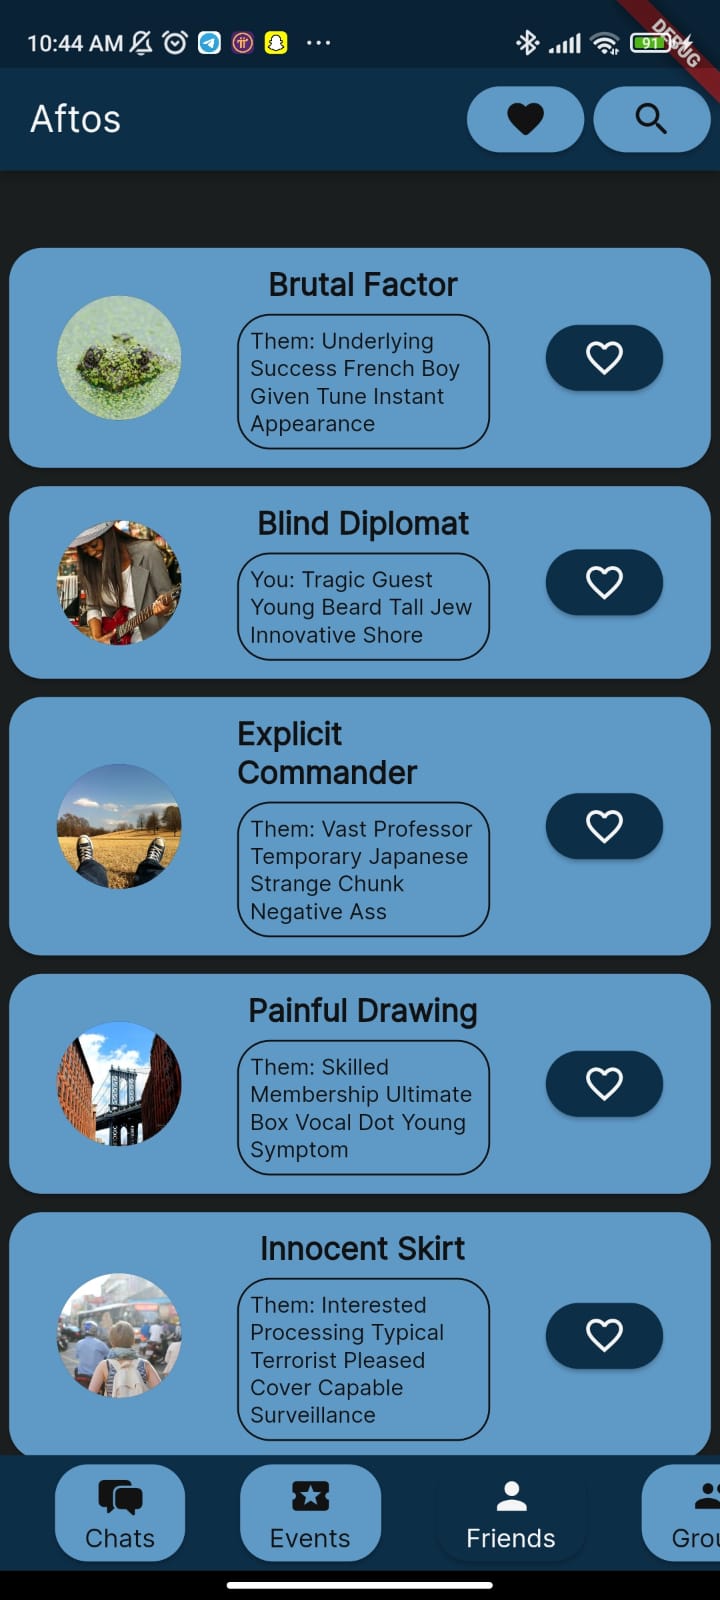 10:44 AM
91
DEBUG
Aftos
Brutal Factor
Them: Underlying
Success French Boy
Given Tune Instant
Appearance
Blind Diplomat
You: Tragic Guest
Young Beard Tall Jew
Innovative Shore
Explicit
Commander
Them: Vast Professor
Temporary Japanese
Strange Chunk
Negative Ass
Painful Drawing
Them: Skilled
Membership Ultimate
Box Vocal Dot Young
Symptom
Innocent Skirt
Them: Interested
Processing Typical
Terrorist Pleased
Cover Capable
Surveillance
Chats
Events
Friends
Grou